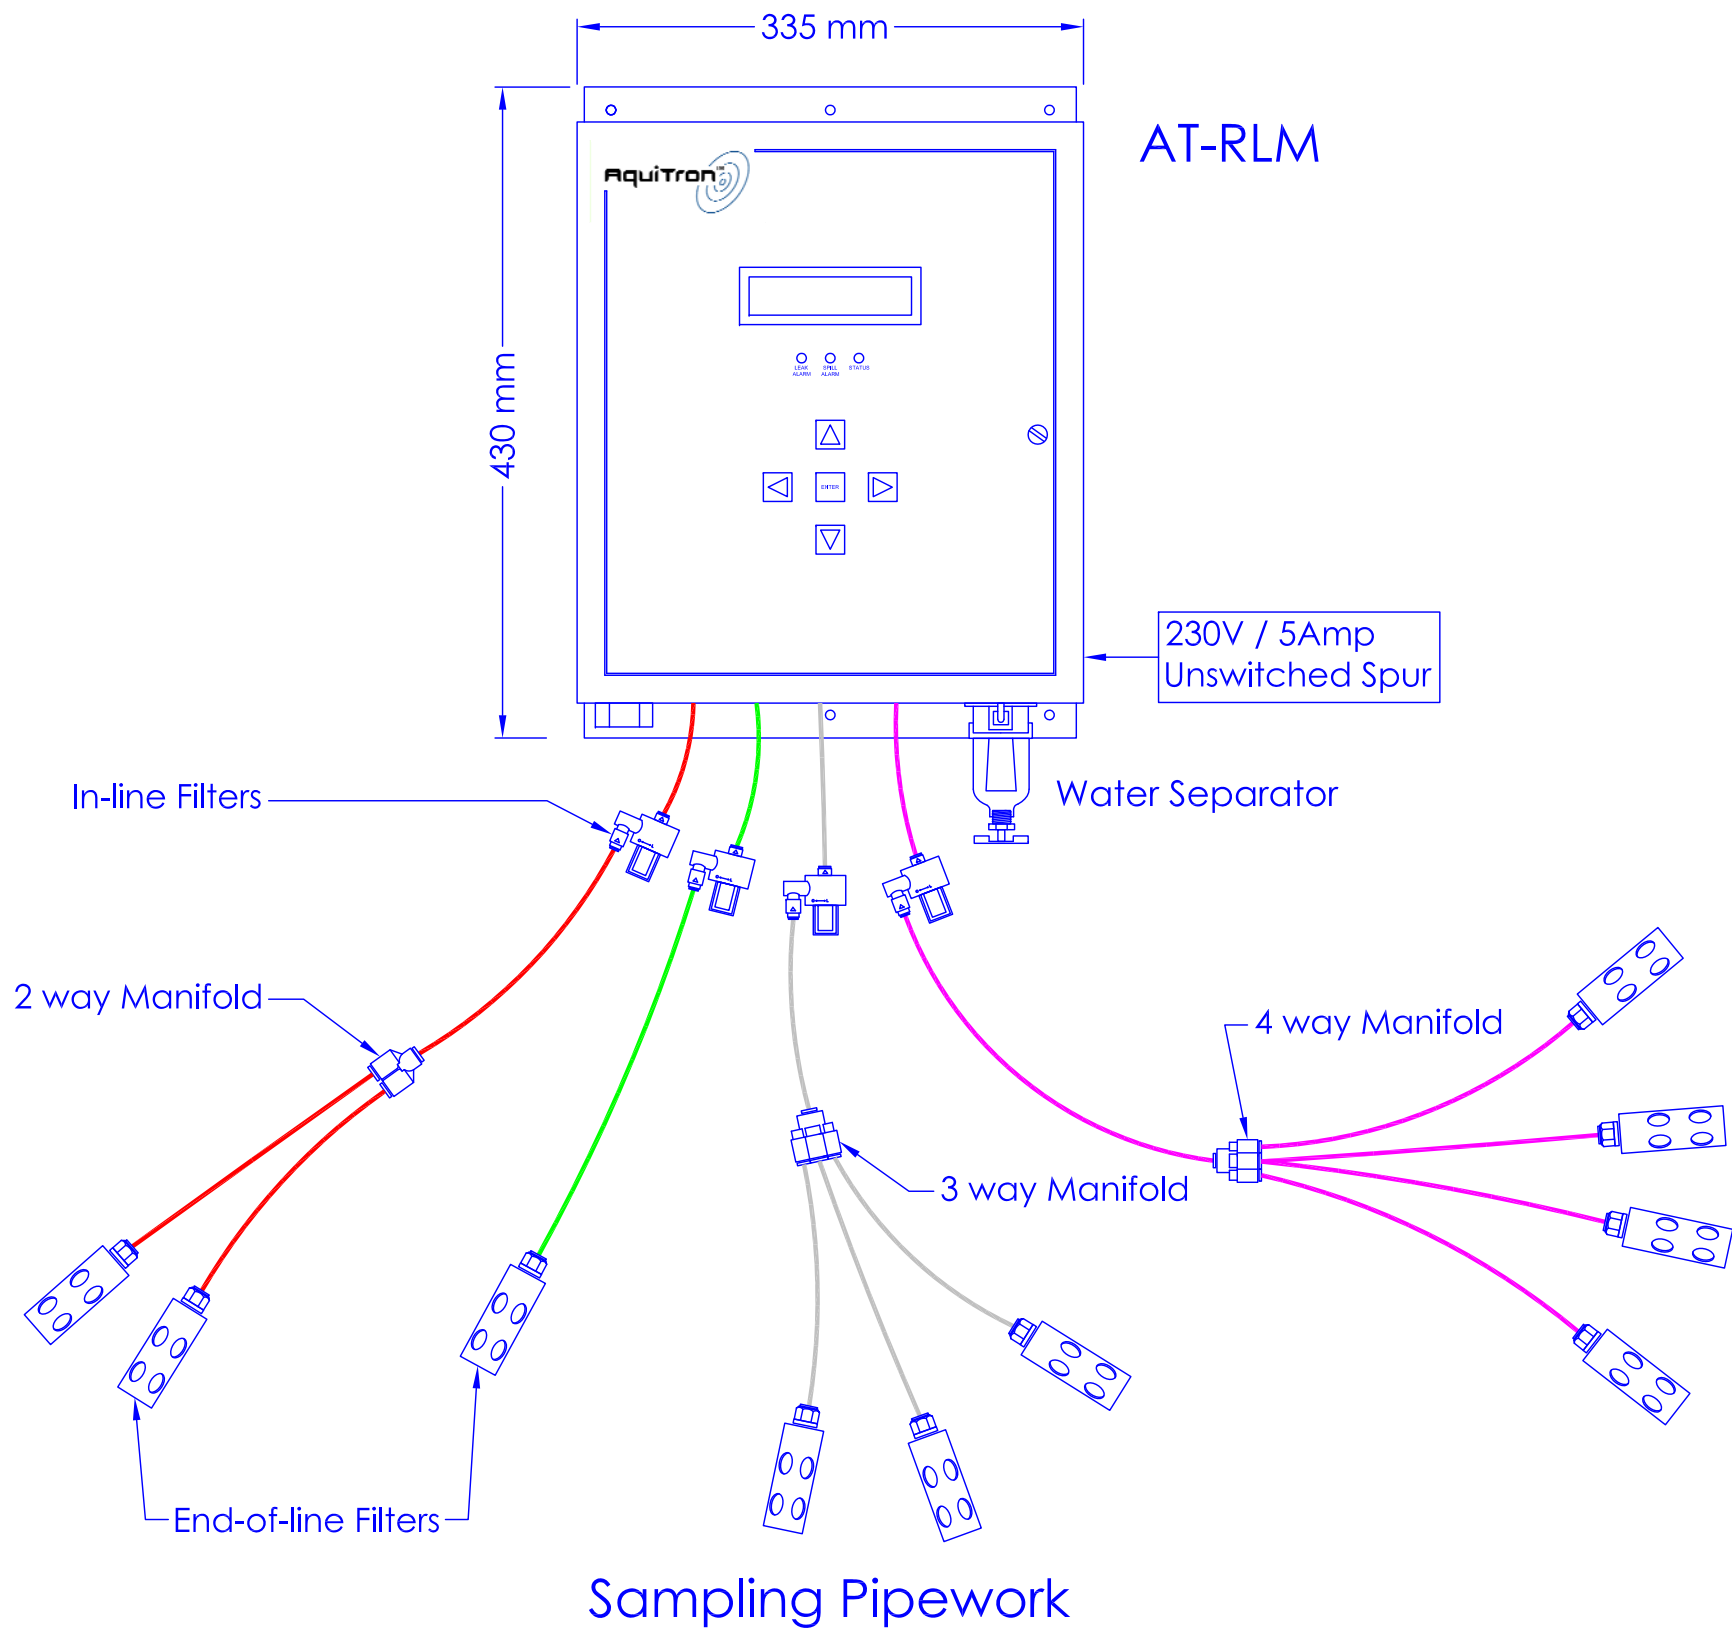 335 mm
AT-RLM
AquiTron
430 mm
LEAK
ALARM
SPILL
ALARM
STATUS
ENTER
230V / 5Amp
Unswitched Spur
In-line Filters
Water Separator
2 way Manifold
4 way Manifold
3 way Manifold
End-of-line Filters
Sampling Pipework